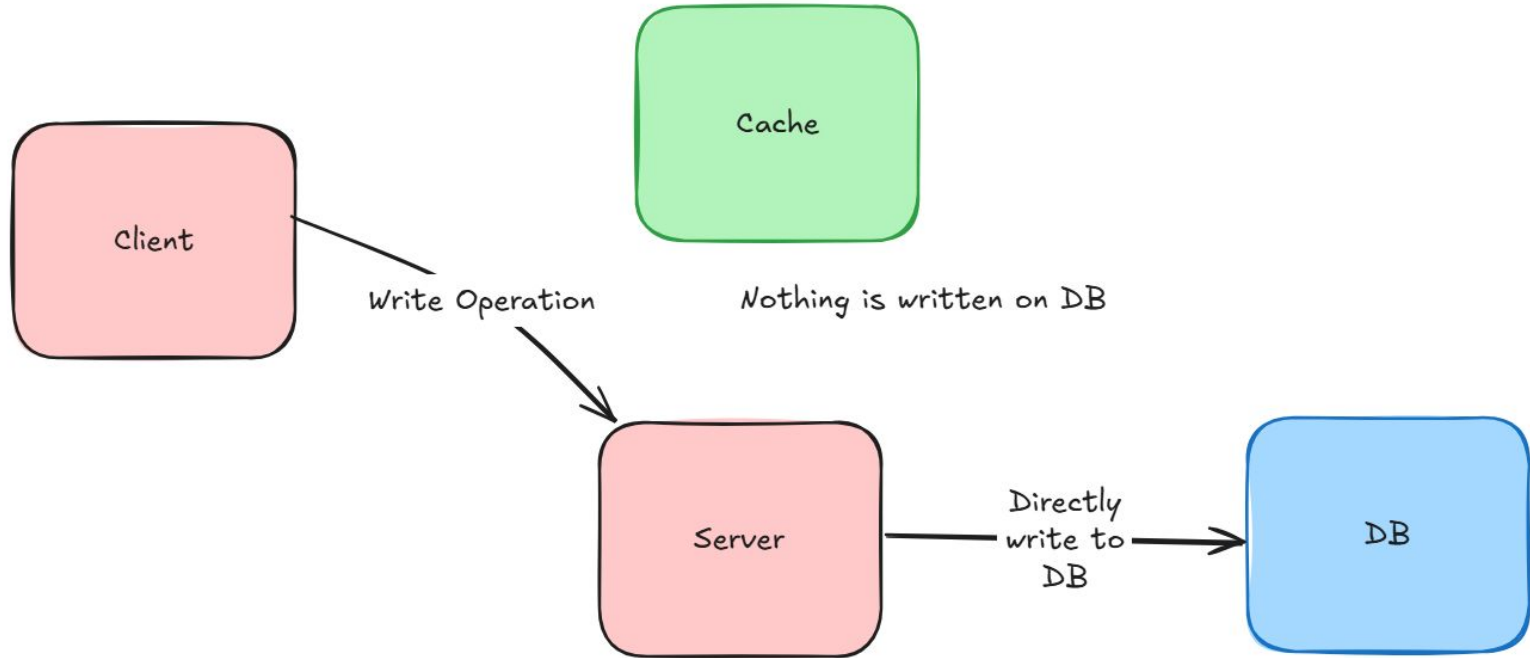 Cache
Client
Write Operation
Nothing is written on DB
Server
Directly
write to
DB
DB